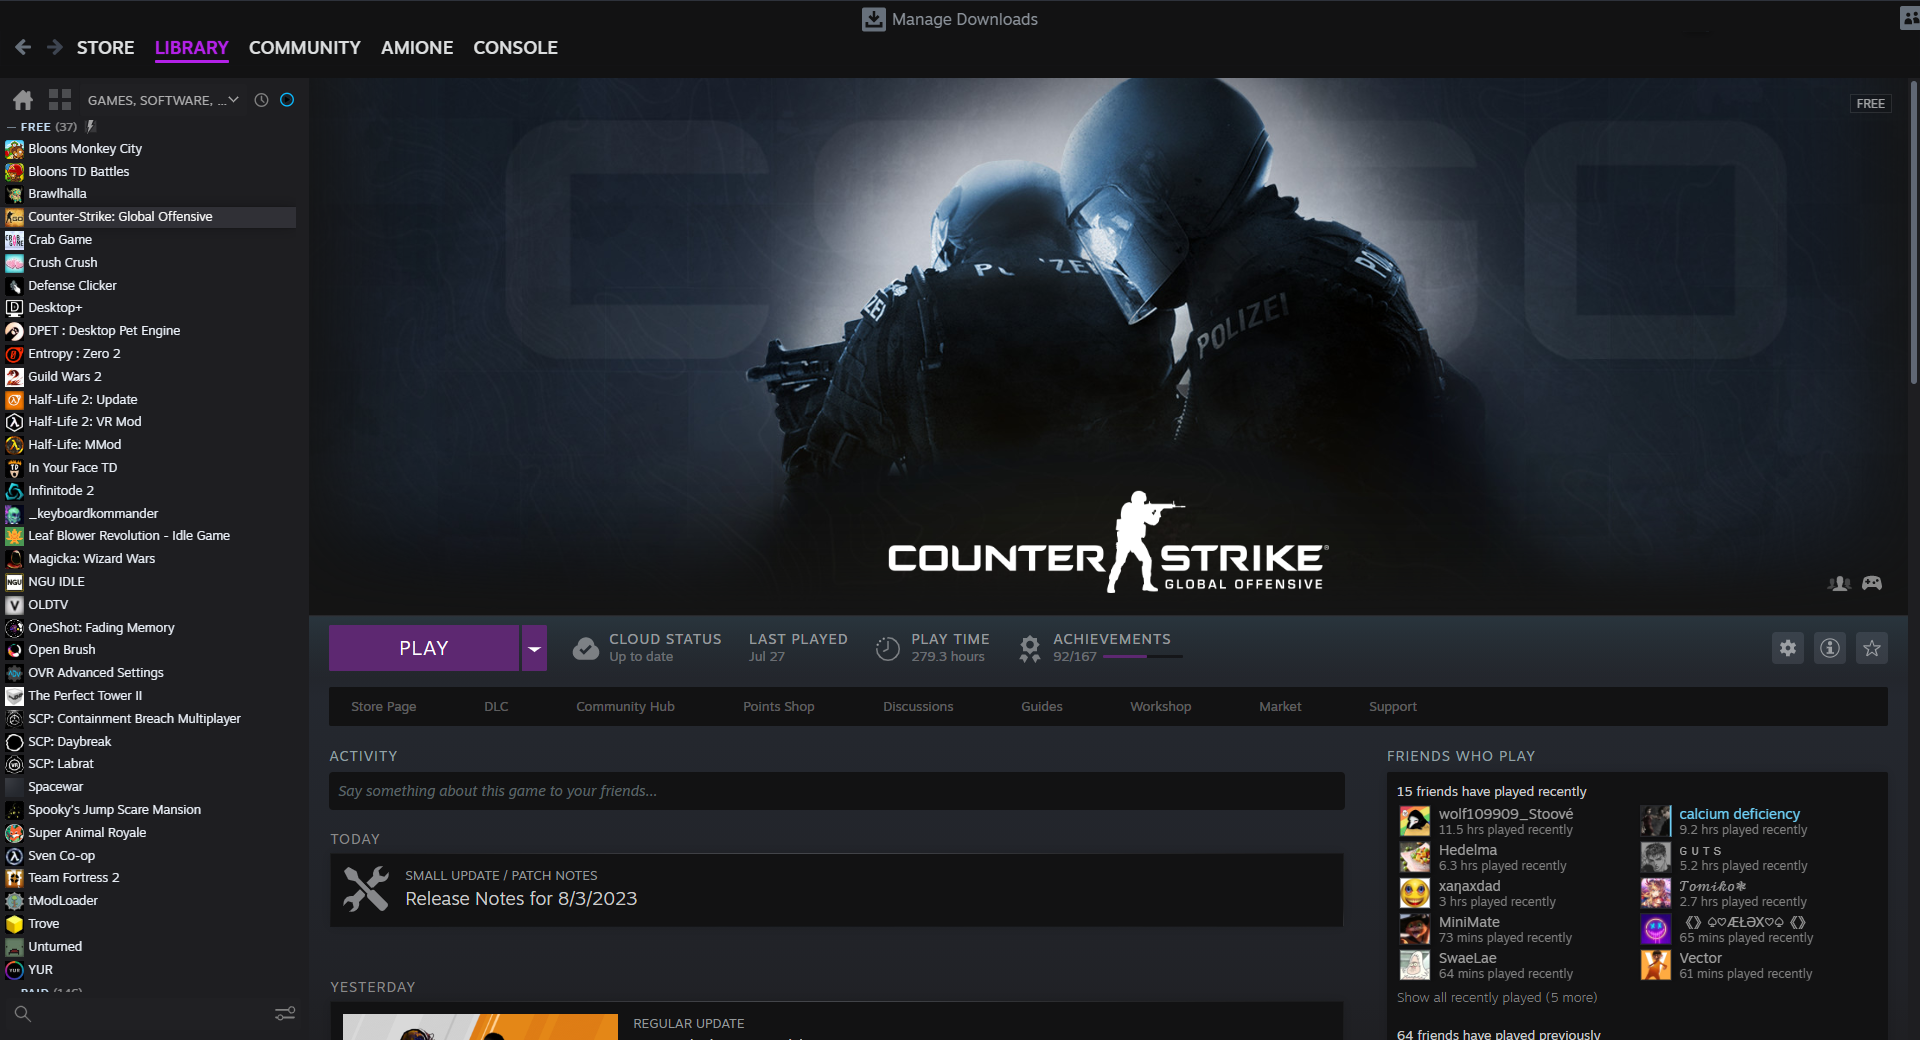 Manage Downloads
STORE LIBRARY COMMUNITY AMIONE CONSOLE
GAMES, SOFTWARE, ...
FREE (37)
Bloons Monkey City
Bloons TD Battles
Brawlhalla
Counter-Strike: Global Offensive
Crab Game
Crush Crush
Defense Clicker
Desktop+
DPET : Desktop Pet Engine
Entropy : Zero 2
Guild Wars 2
Half-Life 2: Update
Half-Life 2: VR Mod
Half-Life: MMod
In Your Face TD
Infinitode 2
_keyboardkommander
Leaf Blower Revolution - Idle Game
Magicka: Wizard Wars
NGU IDLE
OLDTV
OneShot: Fading Memory
Open Brush
OVR Advanced Settings
The Perfect Tower II
SCP: Containment Breach Multiplayer
SCP: Daybreak
SCP: Labrat
Spacewar
Spooky's Jump Scare Mansion
Super Animal Royale
Sven Co-op
Team Fortress 2
tModLoader
Trove
Unturned
YUR
FREE
CS GO
POLIZEI
COUNTER STRIKE
GLOBAL OFFENSIVE
PLAY
CLOUD STATUS
Up to date
LAST PLAYED
Jul 27
PLAY TIME
279.3 hours
ACHIEVEMENTS
92/167
Store Page DLC Community Hub Points Shop Discussions Guides Workshop Market Support
ACTIVITY
Say something about this game to your friends...
TODAY
SMALL UPDATE / PATCH NOTES
Release Notes for 8/3/2023
YESTERDAY
REGULAR UPDATE
FRIENDS WHO PLAY
15 friends have played recently
wolf109909_Stoové
11.5 hrs played recently
calcium deficiency
9.2 hrs played recently
Hedelma
6.3 hrs played recently
ɢ ᴜ ᴛ s
5.2 hrs played recently
xaηaxdad
3 hrs played recently
𝓣𝓸𝓶𝓲𝓴𝓸❃
2.7 hrs played recently
MiniMate
73 mins played recently
《》♤♡ÆŁƏX♡♤《》
65 mins played recently
SwaeLae
64 mins played recently
Vector
61 mins played recently
Show all recently played (5 more)
64 friends have played previously